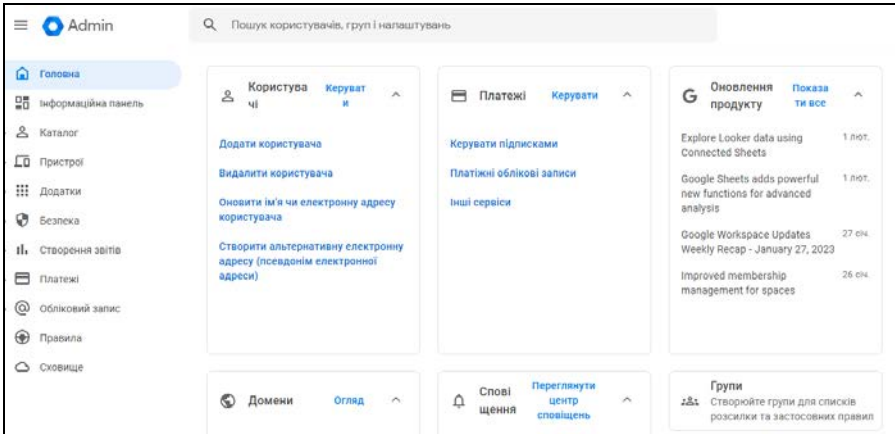 Admin
Пошук користувачів, груп і налаштувань
Головна
Інформаційна панель
Каталог
Пристрої
Додатки
Безпека
Створення звітів
Платежі
Обліковий запис
Правила
Сховище
Користува
чі
Керуват
и
Додати користувача
Видалити користувача
Оновити ім'я чи електронну адресу
користувача
Створити альтернативну електронну
адресу (псевдонім електронної
адреси)
Платежі
Керувати
Керувати підписками
Платіжні облікові записи
Інші сервіси
Оновлення
продукту
Показа
ти все
Explore Looker data using 1 лют.
Connected Sheets
Google Sheets adds powerful 1 лют.
new functions for advanced
analysis
Google Workspace Updates 27 січ.
Weekly Recap - January 27, 2023
Improved membership 26 січ.
management for spaces
Домени
Огляд
Спові
щення
Переглянути
центр
сповіщень
Групи
Створюйте групи для списків
розсилки та застосовних правил